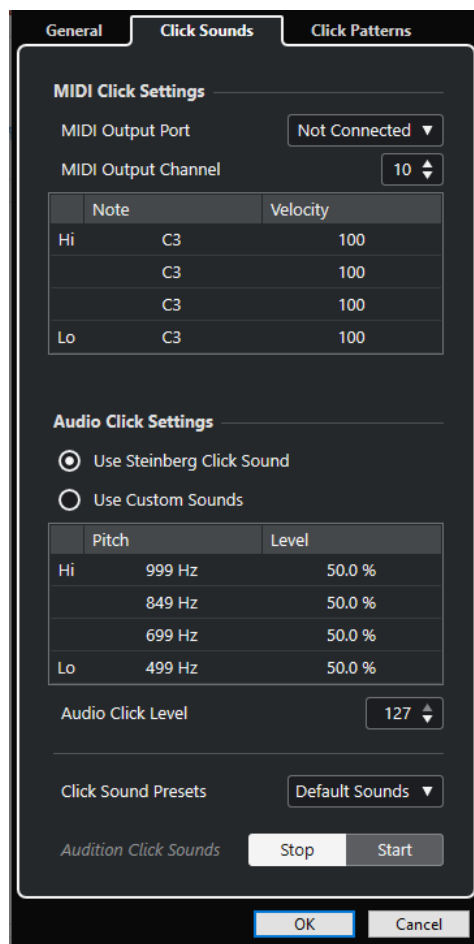 General Click Sounds Click Patterns
MIDI Click Settings
MIDI Output Port Not Connected
MIDI Output Channel 10
Note Velocity
Hi C3 100
C3 100
C3 100
Lo C3 100
Audio Click Settings
Use Steinberg Click Sound
Use Custom Sounds
Pitch Level
Hi 999 Hz 50.0 %
849 Hz 50.0 %
699 Hz 50.0 %
Lo 499 Hz 50.0 %
Audio Click Level 127
Click Sound Presets Default Sounds
Audition Click Sounds Stop Start
OK Cancel